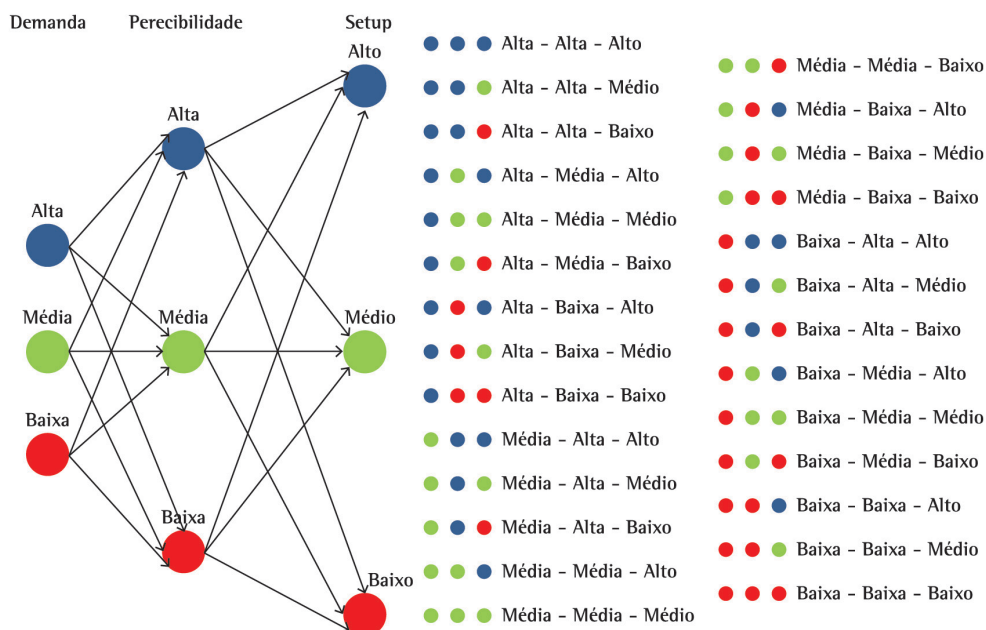 Demanda Perecibilidade Setup
Alto
Alta
Alta
Média Média Médio
Baixa
Baixa
Baixo
Alta - Alta - Alto
Alta - Alta - Médio
Alta - Alta - Baixo
Alta - Média - Alto
Alta - Média - Médio
Alta - Média - Baixo
Alta - Baixa - Alto
Alta - Baixa - Médio
Alta - Baixa - Baixo
Média - Alta - Alto
Média - Alta - Médio
Média - Alta - Baixo
Média - Média - Alto
Média - Média - Médio
Média - Média - Baixo
Média - Baixa - Alto
Média - Baixa - Médio
Média - Baixa - Baixo
Baixa - Alta - Alto
Baixa - Alta - Médio
Baixa - Alta - Baixo
Baixa - Média - Alto
Baixa - Média - Médio
Baixa - Média - Baixo
Baixa - Baixa - Alto
Baixa - Baixa - Médio
Baixa - Baixa - Baixo